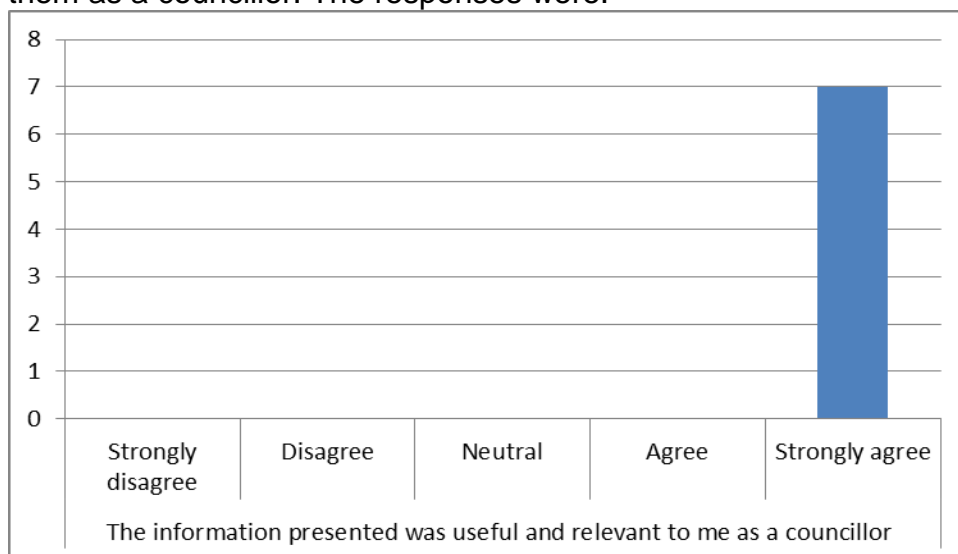 them as a councillor. The responses were:
8
7
6
5
4
3
2
1
0
Strongly disagree
Disagree
Neutral
Agree
Strongly agree
The information presented was useful and relevant to me as a councillor